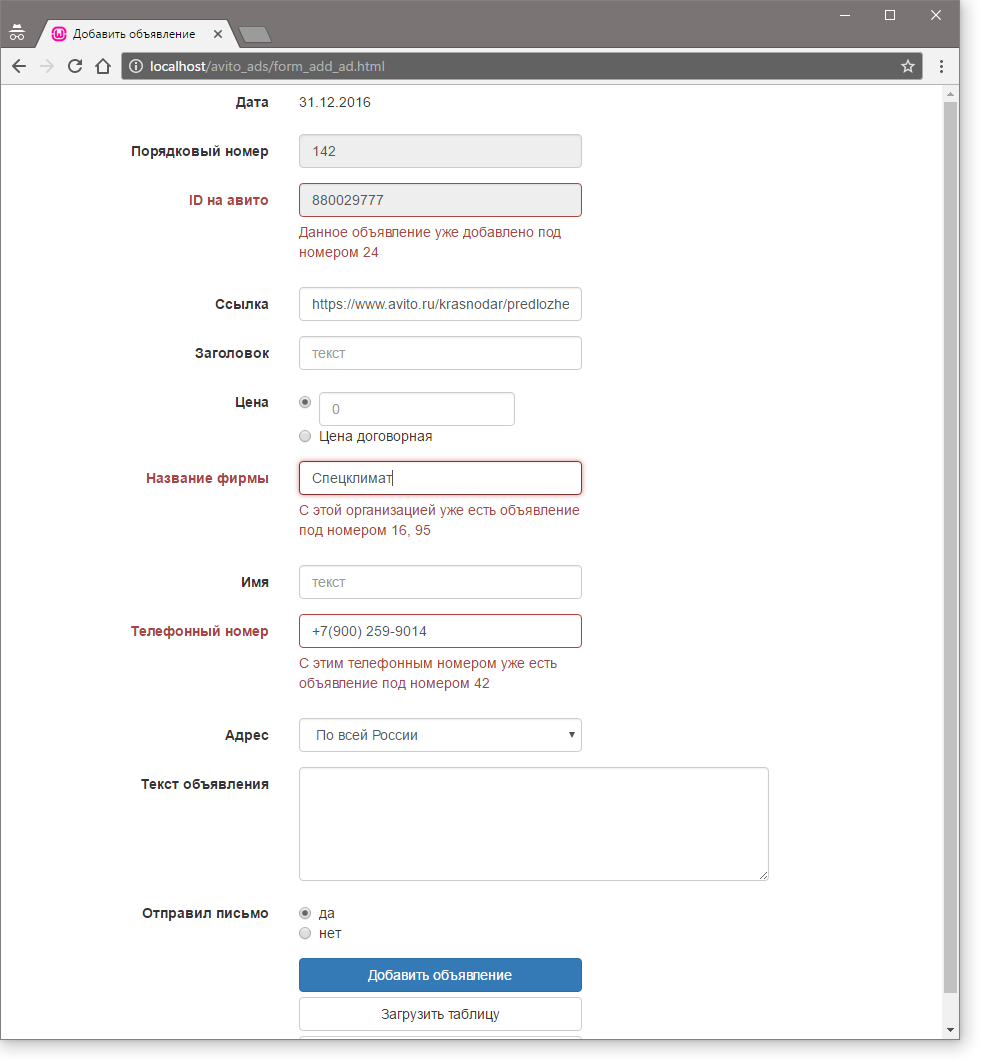 Добавить объявление
localhost/avito_ads/form_add_ad.html
Дата 31.12.2016
Порядковый номер 142
ID на авито 880029777
Данное объявление уже добавлено под
номером 24
Ссылка https://www.avito.ru/krasnodar/predlozhe
Заголовок текст
Цена 0
Цена договорная
Название фирмы Спецклимат
С этой организацией уже есть объявление
под номером 16, 95
Имя текст
Телефонный номер +7(900) 259-9014
С этим телефонным номером уже есть
объявление под номером 42
Адрес По всей России
Текст объявления
Отправил письмо да
нет
Добавить объявление
Загрузить таблицу